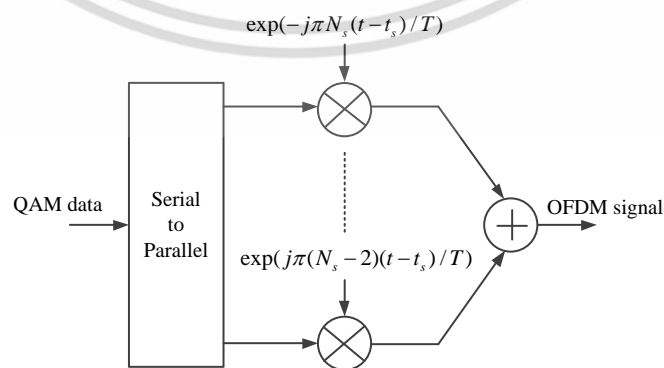 exp(−jπN_s(t−t_s)/T)
QAM data
Serial
to
Parallel
OFDM signal
exp(jπ(N_s−2)(t−t_s)/T)